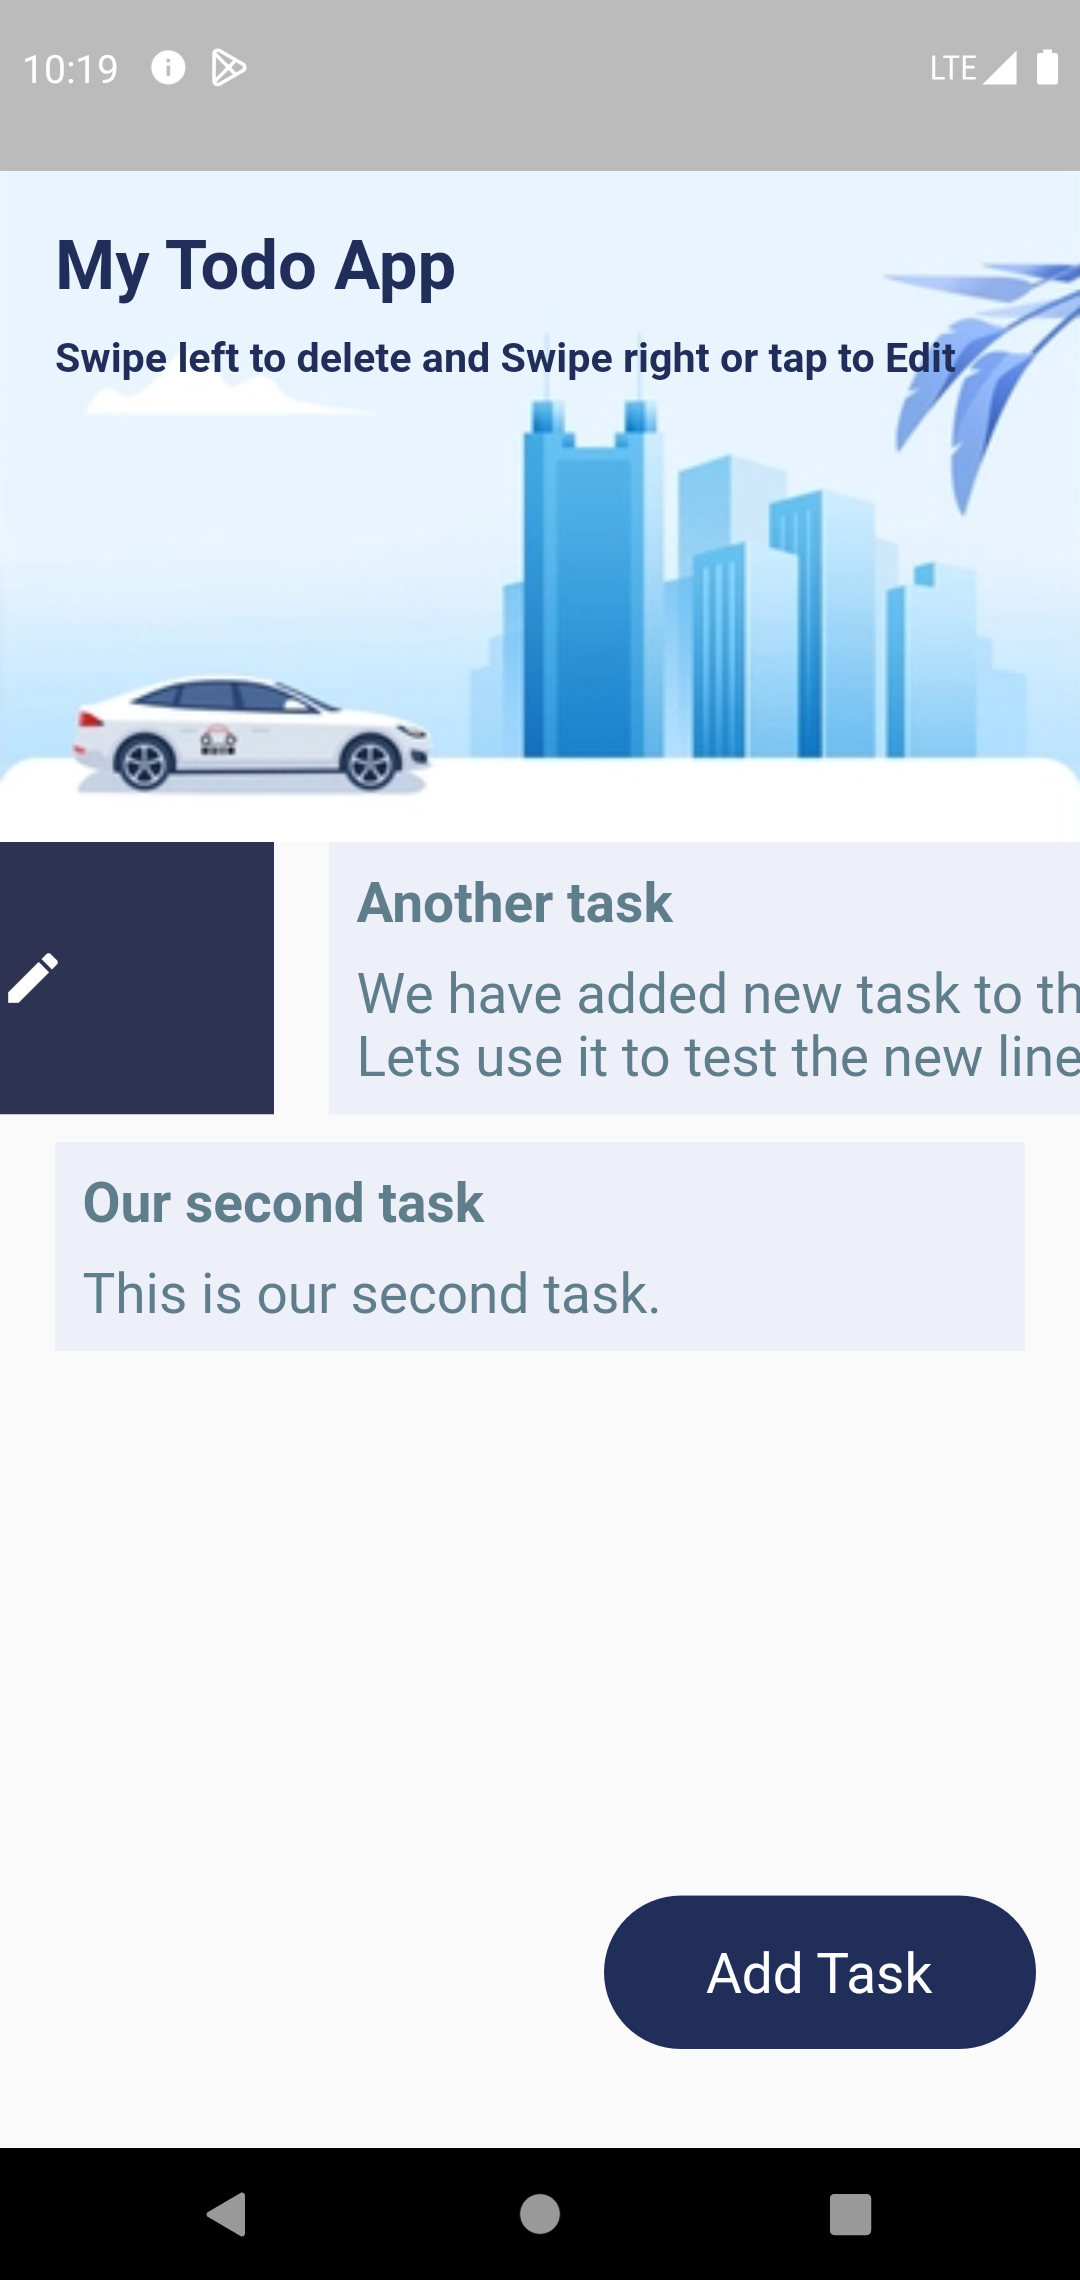 10:19
LTE
My Todo App
Swipe left to delete and Swipe right or tap to Edit
Another task
We have added new task to th
Lets use it to test the new line
Our second task
This is our second task.
Add Task